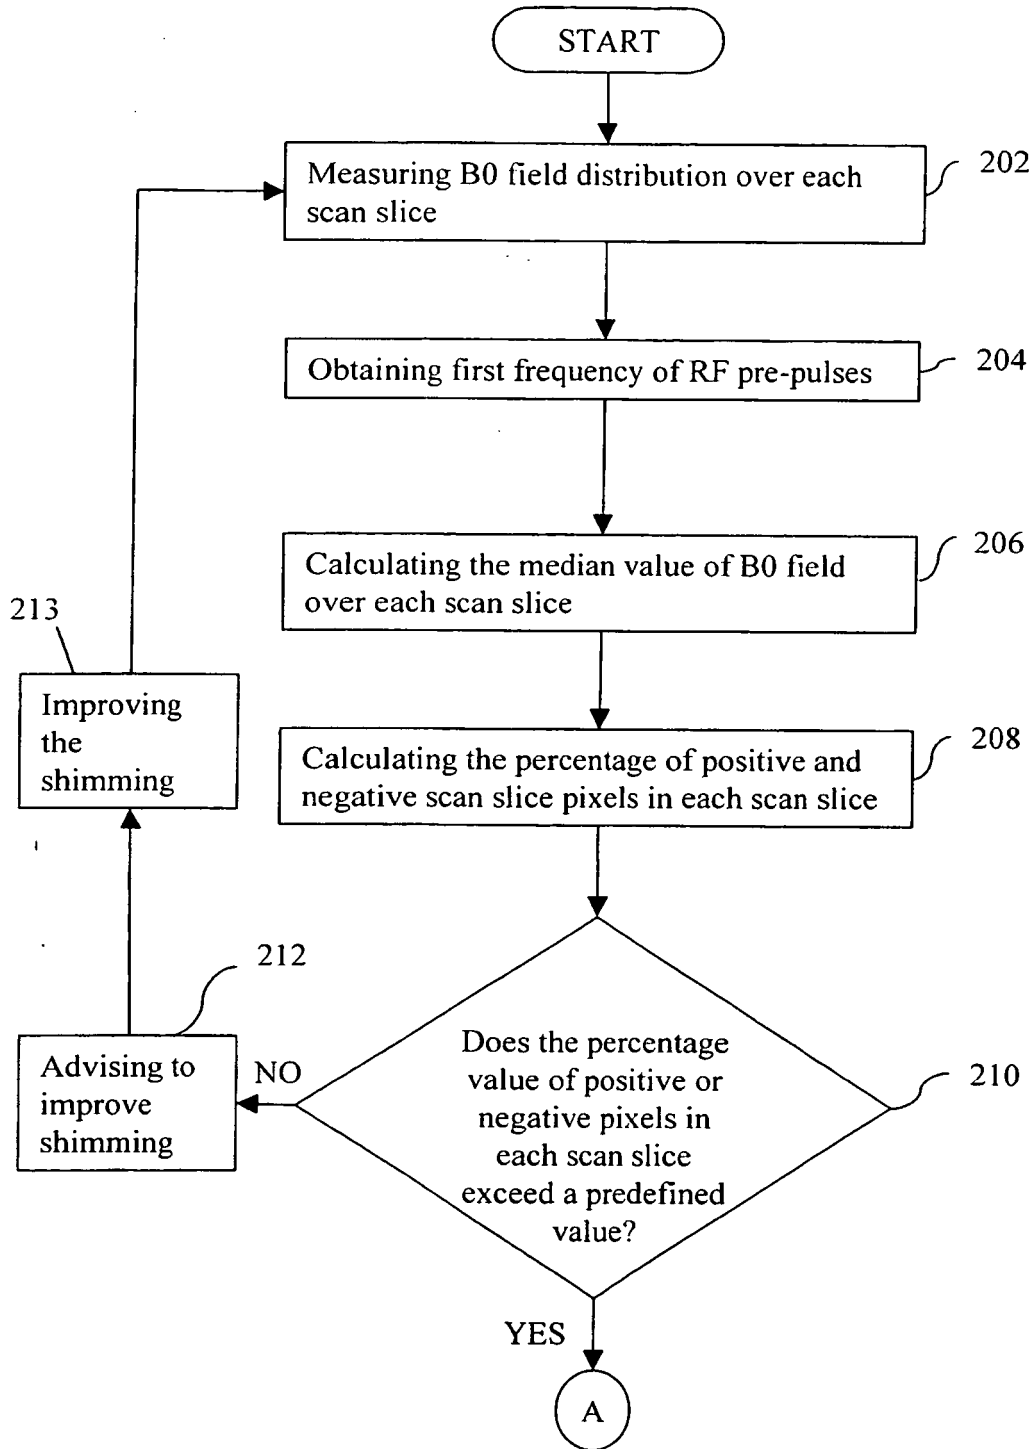 START
Measuring B0 field distribution over each
scan slice
202
Obtaining first frequency of RF pre-pulses
204
Calculating the median value of B0 field
over each scan slice
206
213
Improving
the
shimming
Calculating the percentage of positive and
negative scan slice pixels in each scan slice
208
212
Advising to
improve
shimming
NO
Does the percentage
value of positive or
negative pixels in
each scan slice
exceed a predefined
value?
210
YES
A